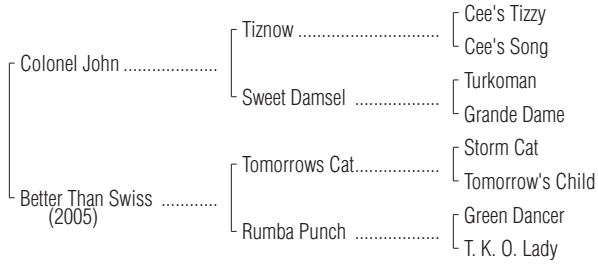 Cee's Tizzy
Tiznow ..................................
Cee's Song
Colonel John ....................
Turkoman
Sweet Damsel ....................
Grande Dame
Storm Cat
Tomorrows Cat....................
Tomorrow's Child
Better Than Swiss ............
(2005)
Green Dancer
Rumba Punch ....................
T. K. O. Lady